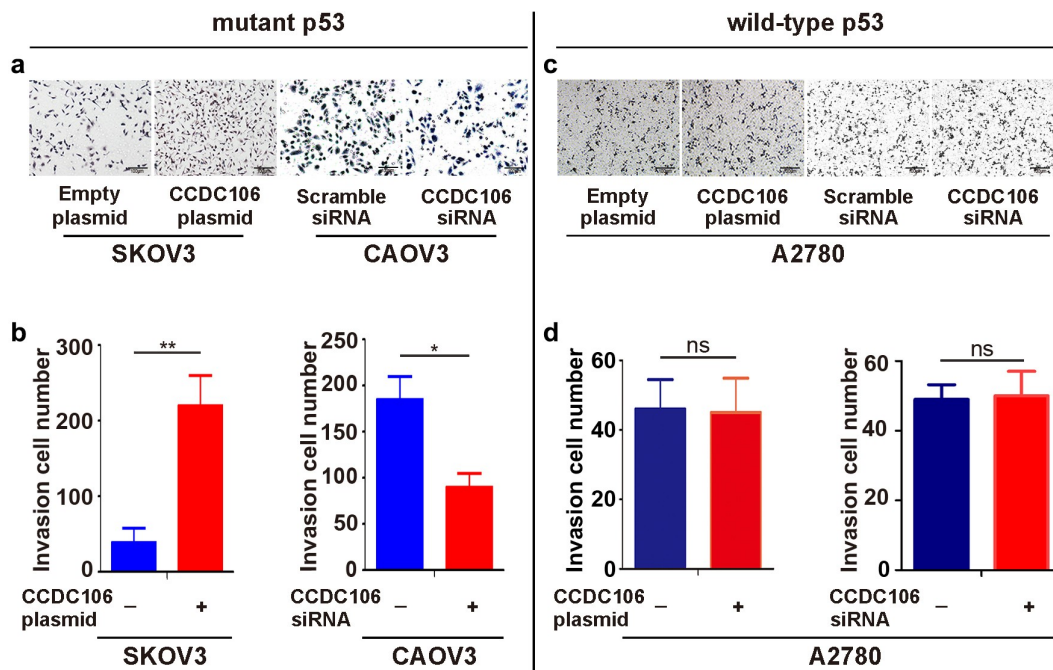 mutant p53
wild-type p53
a
Empty
plasmid
CCDC106
plasmid
Scramble
siRNA
CCDC106
siRNA
SKOV3
CAOV3
c
Empty
plasmid
CCDC106
plasmid
Scramble
siRNA
CCDC106
siRNA
A2780
b
Invasion cell number
300
200
100
0
**
CCDC106
plasmid
– +
SKOV3
Invasion cell number
250
200
150
100
50
0
*
CCDC106
siRNA
– +
CAOV3
d
Invasion cell number
60
40
20
0
ns
CCDC106
plasmid
– +
Invasion cell number
60
40
20
0
ns
CCDC106
siRNA
– +
A2780